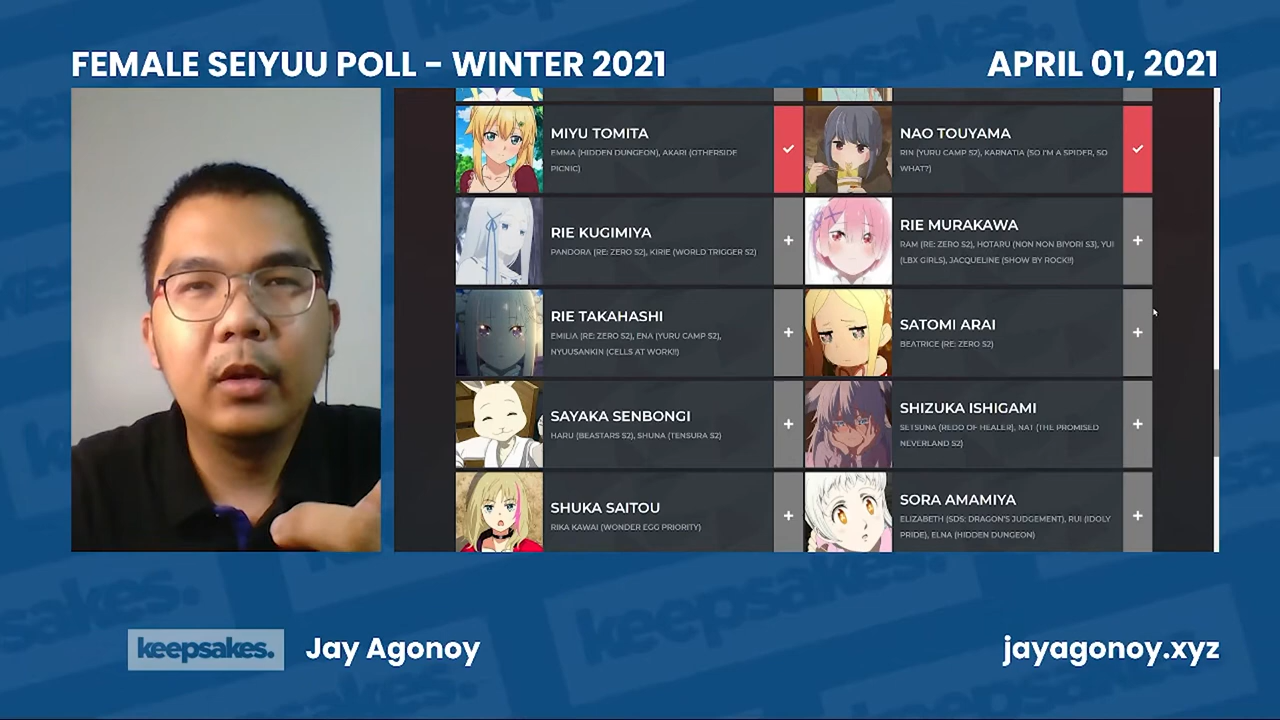 FEMALE SEIYUU POLL - WINTER 2021
APRIL 01, 2021
MIYU TOMITA
EMMA (HIDDEN DUNGEON), AKARI (OTHERSIDE
PICNIC)
NAO TOUYAMA
RIN (YURU CAMP S2), KARNATIA (SO I'M A SPIDER, SO
WHAT?)
RIE KUGIMIYA
PANDORA (RE: ZERO S2), KIRIE (WORLD TRIGGER S2)
RIE MURAKAWA
RAM (RE: ZERO S2), HOTARU (NON NON BIYORI S3), YUI
(LBX GIRLS), JACQUELINE (SHOW BY ROCK!!)
RIE TAKAHASHI
EMILIA (RE: ZERO S2), ENA (YURU CAMP S2),
NYUUSANKIN (CELLS AT WORK!!)
SATOMI ARAI
BEATRICE (RE: ZERO S2)
SAYAKA SENBONGI
HARU (BEASTARS S2), SHUNA (TENSURA S2)
SHIZUKA ISHIGAMI
SETSUNA (REDO OF HEALER), NAT (THE PROMISED
NEVERLAND S2)
SHUKA SAITOU
RIKA KAWAI (WONDER EGG PRIORITY)
SORA AMAMIYA
ELIZABETH (SDS: DRAGON'S JUDGEMENT), RUI (IDOLY
PRIDE), ELNA (HIDDEN DUNGEON)
keepsakes.
Jay Agonoy
jayagonoy.xyz